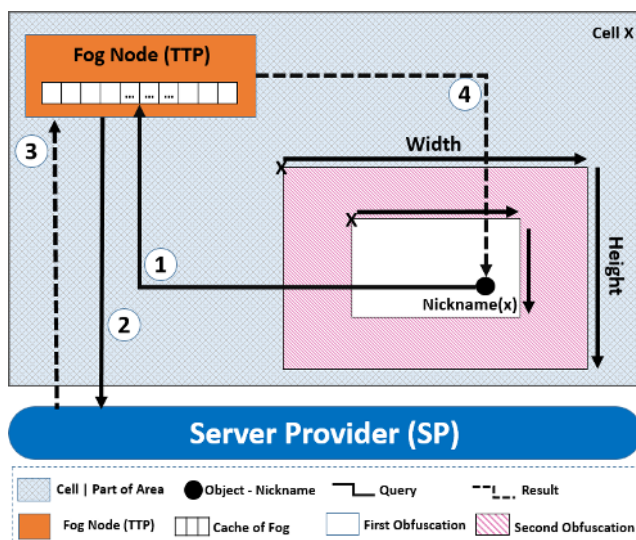 Cell X
Fog Node (TTP)
... ... ...
4
3
Width
X
X
1
Height
Nickname(x)
2
Server Provider (SP)
Cell | Part of Area
Object - Nickname
Query
Result
Fog Node (TTP)
Cache of Fog
First Obfuscation
Second Obfuscation